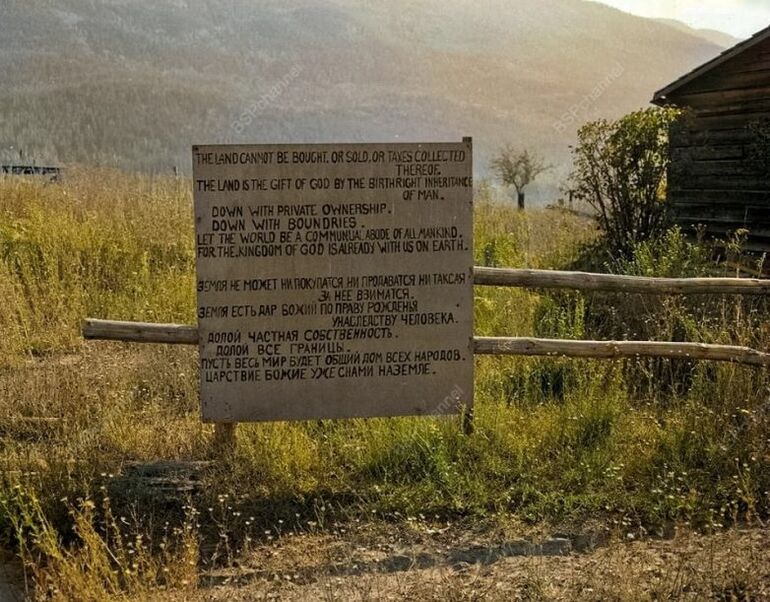 THE LAND CANNOT BE BOUGHT, OR SOLD, OR TAXES COLLECTED
THEREOF.
THE LAND IS THE GIFT OF GOD BY THE BIRTHRIGHT INHERITANCE
OF MAN.
DOWN WITH PRIVATE OWNERSHIP.
DOWN WITH BOUNDRIES.
LET THE WORLD BE A COMMUNUAL ABODE OF ALL MANKIND.
FOR THE KINGDOM OF GOD IS ALREADY WITH US ON EARTH.
ЗЕМЛЯ НЕ МОЖЕТ НИ ПОКУПАТСЯ НИ ПРОДАВАТСЯ НИ ТАКСАЯ
ЗА НЕЕ ВЗИМАТСЯ.
ЗЕМЛЯ ЕСТЬ ДАР БОЖИЙ ПО ПРАВУ РОЖДЕНЬЯ
УНАСЛЕДСТВУ ЧЕЛОВЕКА.
ДОЛОЙ ЧАСТНАЯ СОБСТВЕННОСТЬ.
ДОЛОЙ ВСЕ ГРАНИЦЫ.
ПУСТЬ ВЕСЬ МИР БУДЕТ ОБЩИЙ ДОМ ВСЕХ НАРОДОВ.
ЦАРСТВИЕ БОЖИЕ УЖЕ СНАМИ НАЗЕМЛЕ.